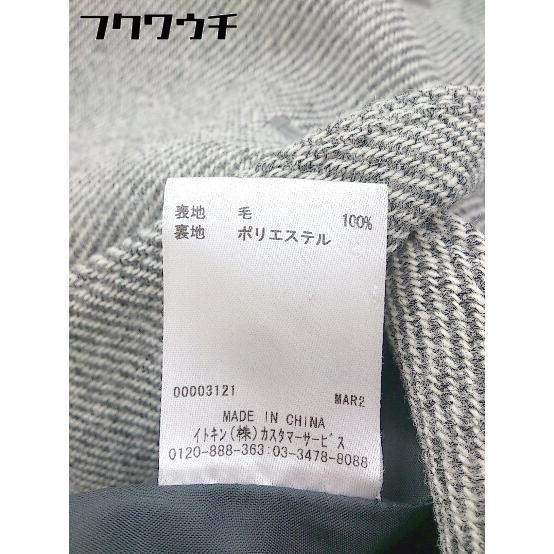 フクワウチ
表地 毛 100%
裏地 ポリエステル
00003121 MAR2
MADE IN CHINA
イトキン(株)カスタマーサービス
0120-888-363:03-3478-8088